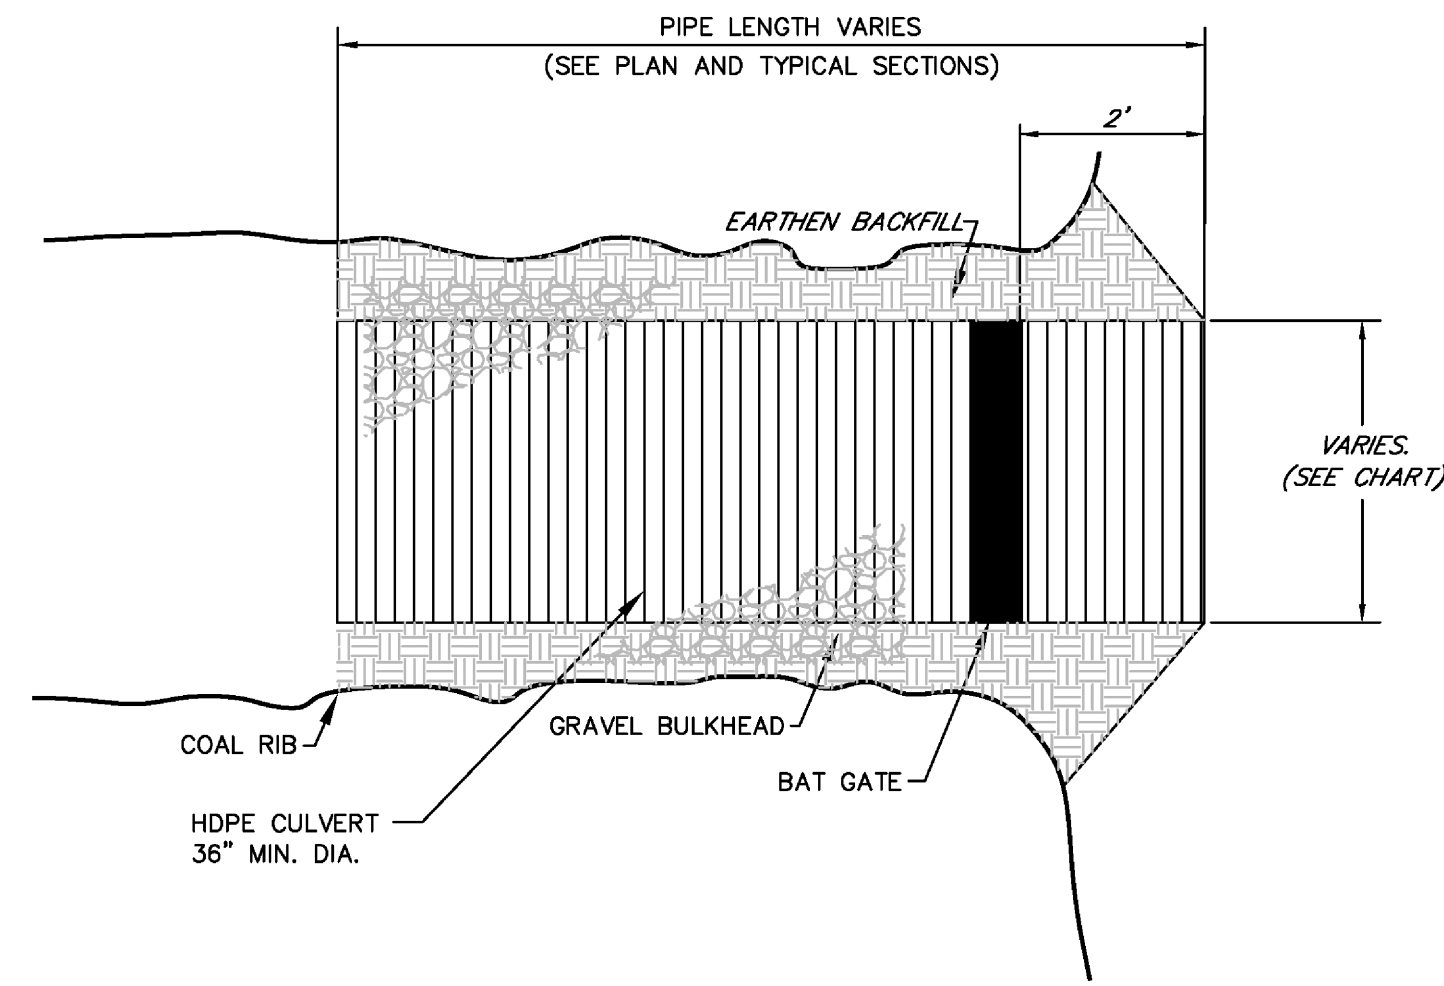 PIPE LENGTH VARIES
(SEE PLAN AND TYPICAL SECTIONS)
2'
EARTHEN BACKFILL
VARIES.
(SEE CHART)
GRAVEL BULKHEAD
COAL RIB
BAT GATE
HDPE CULVERT
36" MIN. DIA.